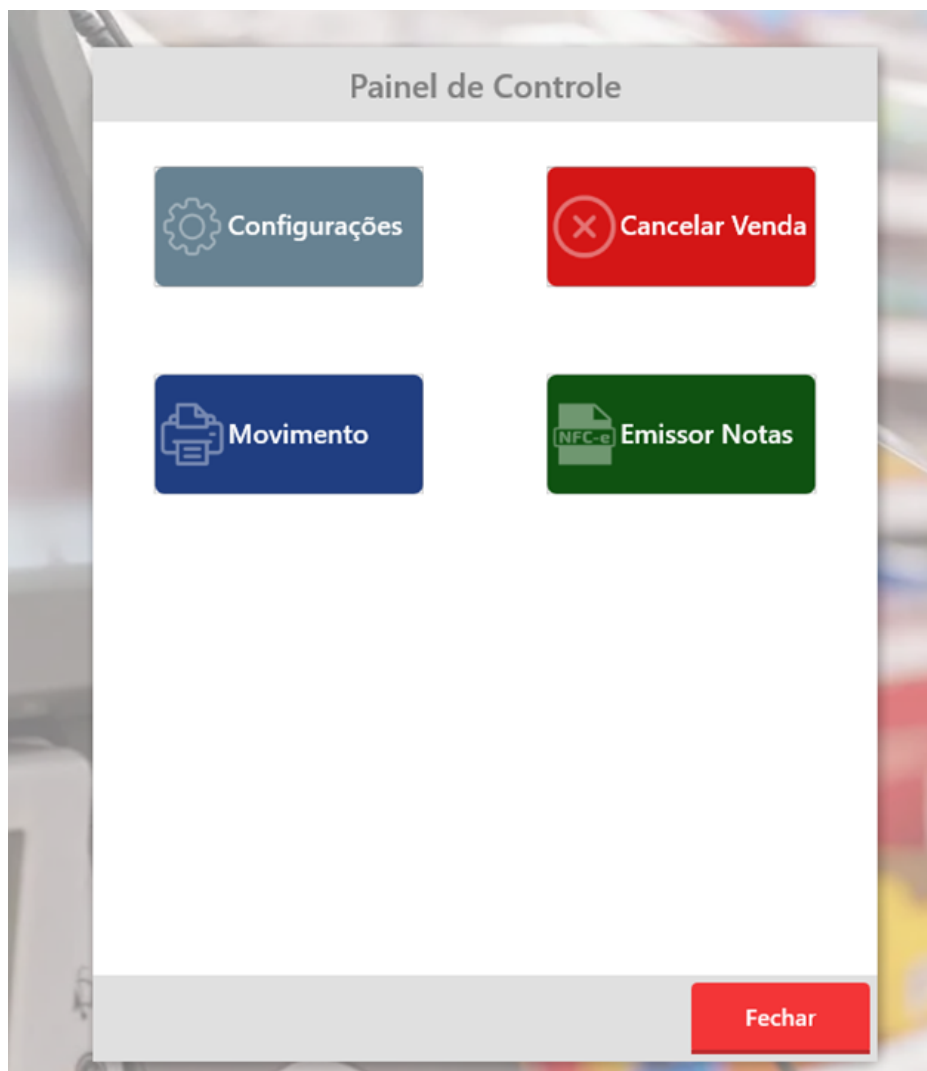 Painel de Controle
Configurações
Cancelar Venda
Movimento
NFC-e Emissor Notas
Fechar